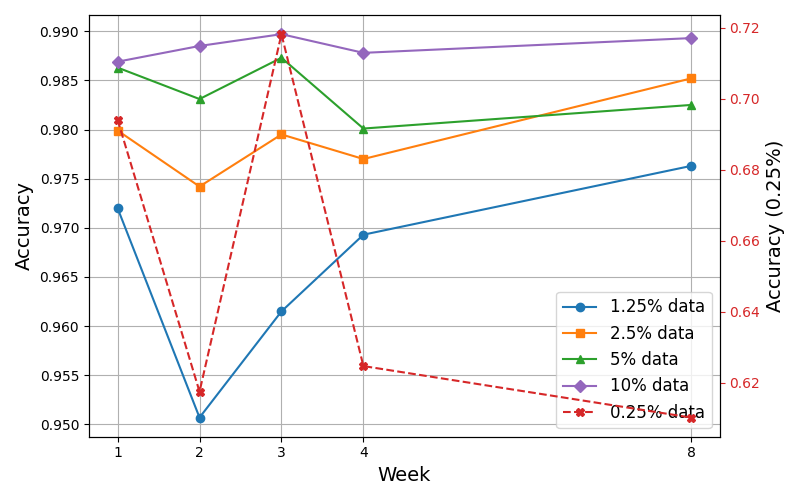 0.990
0.985
0.980
0.975
0.970
0.965
0.960
0.955
0.950
Accuracy
0.72
0.70
0.68
0.66
0.64
0.62
Accuracy (0.25%)
1.25% data
2.5% data
5% data
10% data
0.25% data
1 2 3 4 8
Week